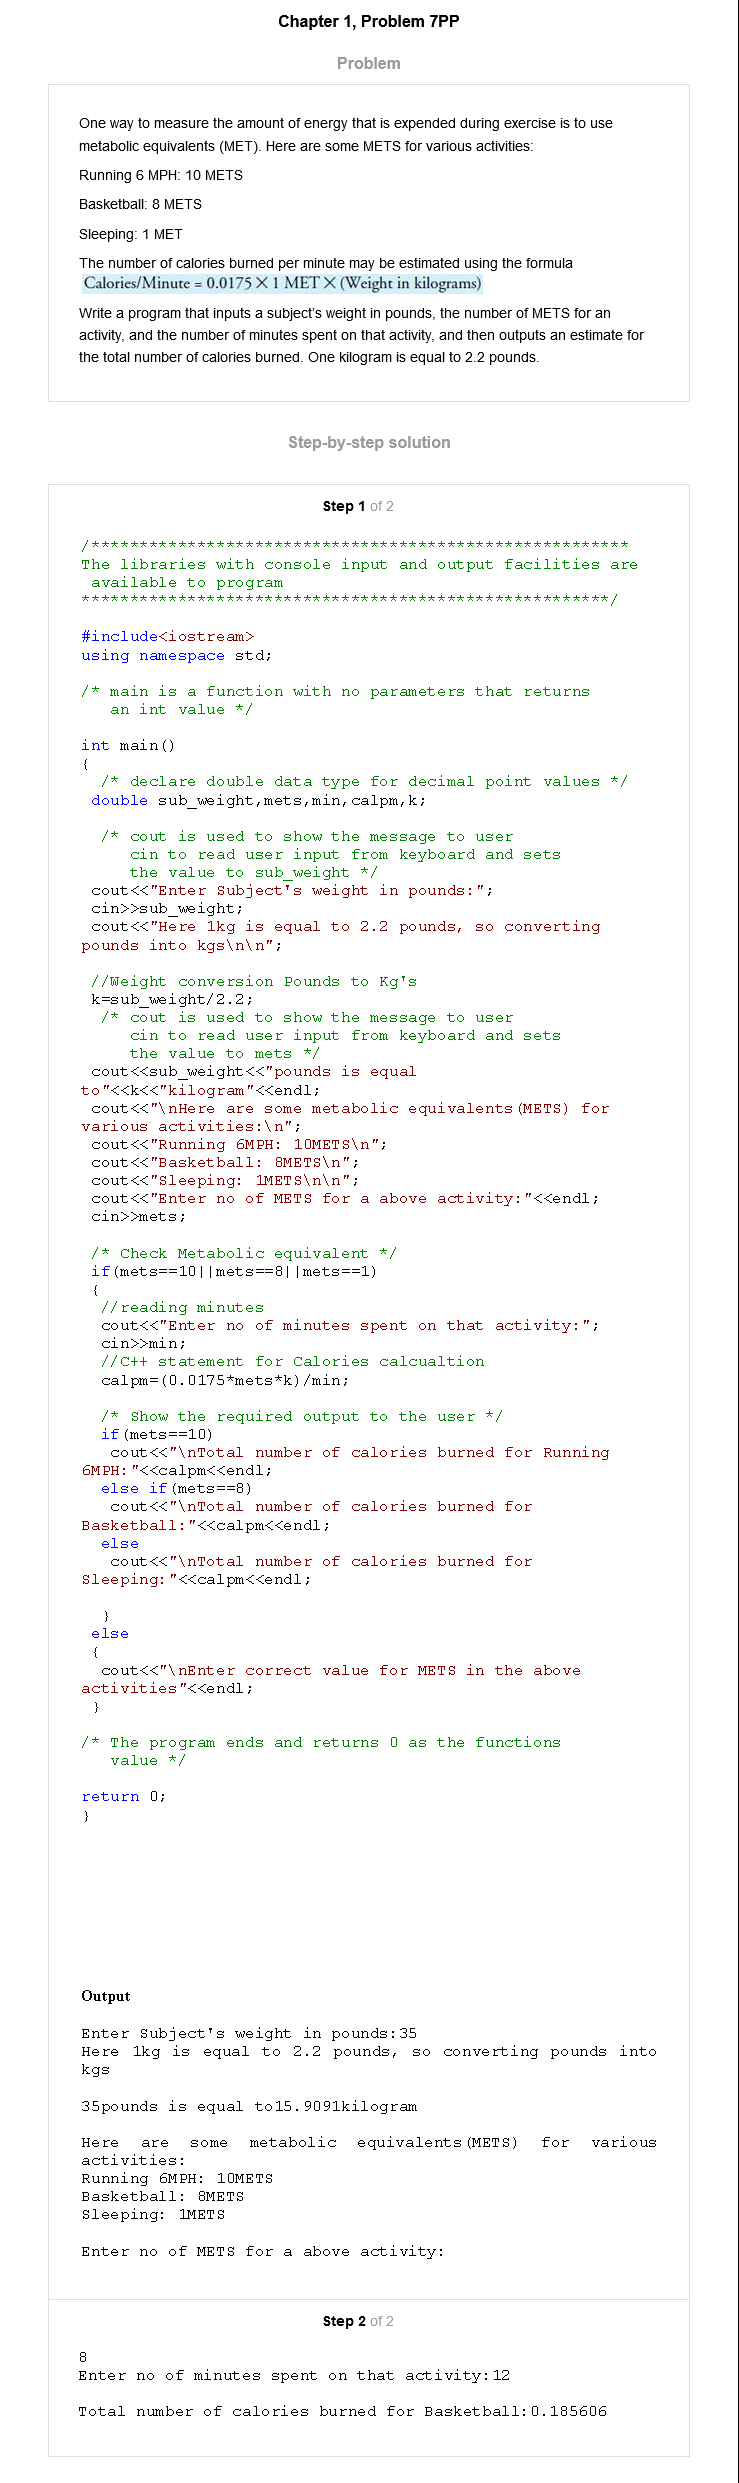 Chapter 1, Problem 7PP
Problem
One way to measure the amount of energy that is expended during exercise is to use
metabolic equivalents (MET). Here are some METS for various activities:
Running 6 MPH: 10 METS
Basketball: 8 METS
Sleeping: 1 MET
The number of calories burned per minute may be estimated using the formula
Calories/Minute = 0.0175 × 1 MET × (Weight in kilograms)
Write a program that inputs a subject's weight in pounds, the number of METS for an
activity, and the number of minutes spent on that activity, and then outputs an estimate for
the total number of calories burned. One kilogram is equal to 2.2 pounds.
Step-by-step solution
Step 1 of 2
/********************************************************
The libraries with console input and output facilities are
 available to program
*******************************************************/
#include<iostream>
using namespace std;
/* main is a function with no parameters that returns
   an int value */
int main()
{
  /* declare double data type for decimal point values */
 double sub_weight,mets,min,calpm,k;
  /* cout is used to show the message to user
     cin to read user input from keyboard and sets
     the value to sub_weight */
 cout<<"Enter Subject's weight in pounds:";
 cin>>sub_weight;
 cout<<"Here 1kg is equal to 2.2 pounds, so converting
pounds into kgs\n\n";
 //Weight conversion Pounds to Kg's
 k=sub_weight/2.2;
  /* cout is used to show the message to user
     cin to read user input from keyboard and sets
     the value to mets */
 cout<<sub_weight<<"pounds is equal
to"<<k<<"kilogram"<<endl;
 cout<<"\nHere are some metabolic equivalents(METS) for
various activities:\n";
 cout<<"Running 6MPH: 10METS\n";
 cout<<"Basketball: 8METS\n";
 cout<<"Sleeping: 1METS\n\n";
 cout<<"Enter no of METS for a above activity:"<<endl;
 cin>>mets;
 /* Check Metabolic equivalent */
 if(mets==10||mets==8||mets==1)
 {
  //reading minutes
  cout<<"Enter no of minutes spent on that activity:";
  cin>>min;
  //C++ statement for Calories calcualtion
  calpm=(0.0175*mets*k)/min;
  /* Show the required output to the user */
  if(mets==10)
   cout<<"\nTotal number of calories burned for Running
6MPH:"<<calpm<<endl;
  else if(mets==8)
   cout<<"\nTotal number of calories burned for
Basketball:"<<calpm<<endl;
  else
   cout<<"\nTotal number of calories burned for
Sleeping:"<<calpm<<endl;
  }
 else
 {
  cout<<"\nEnter correct value for METS in the above
activities"<<endl;
 }
/* The program ends and returns 0 as the functions
   value */
return 0;
}
Output
Enter Subject's weight in pounds:35
Here 1kg is equal to 2.2 pounds, so converting pounds into
kgs
35pounds is equal to15.9091kilogram
Here are some metabolic equivalents(METS) for various
activities:
Running 6MPH: 10METS
Basketball: 8METS
Sleeping: 1METS
Enter no of METS for a above activity:
Step 2 of 2
8
Enter no of minutes spent on that activity:12
Total number of calories burned for Basketball:0.185606